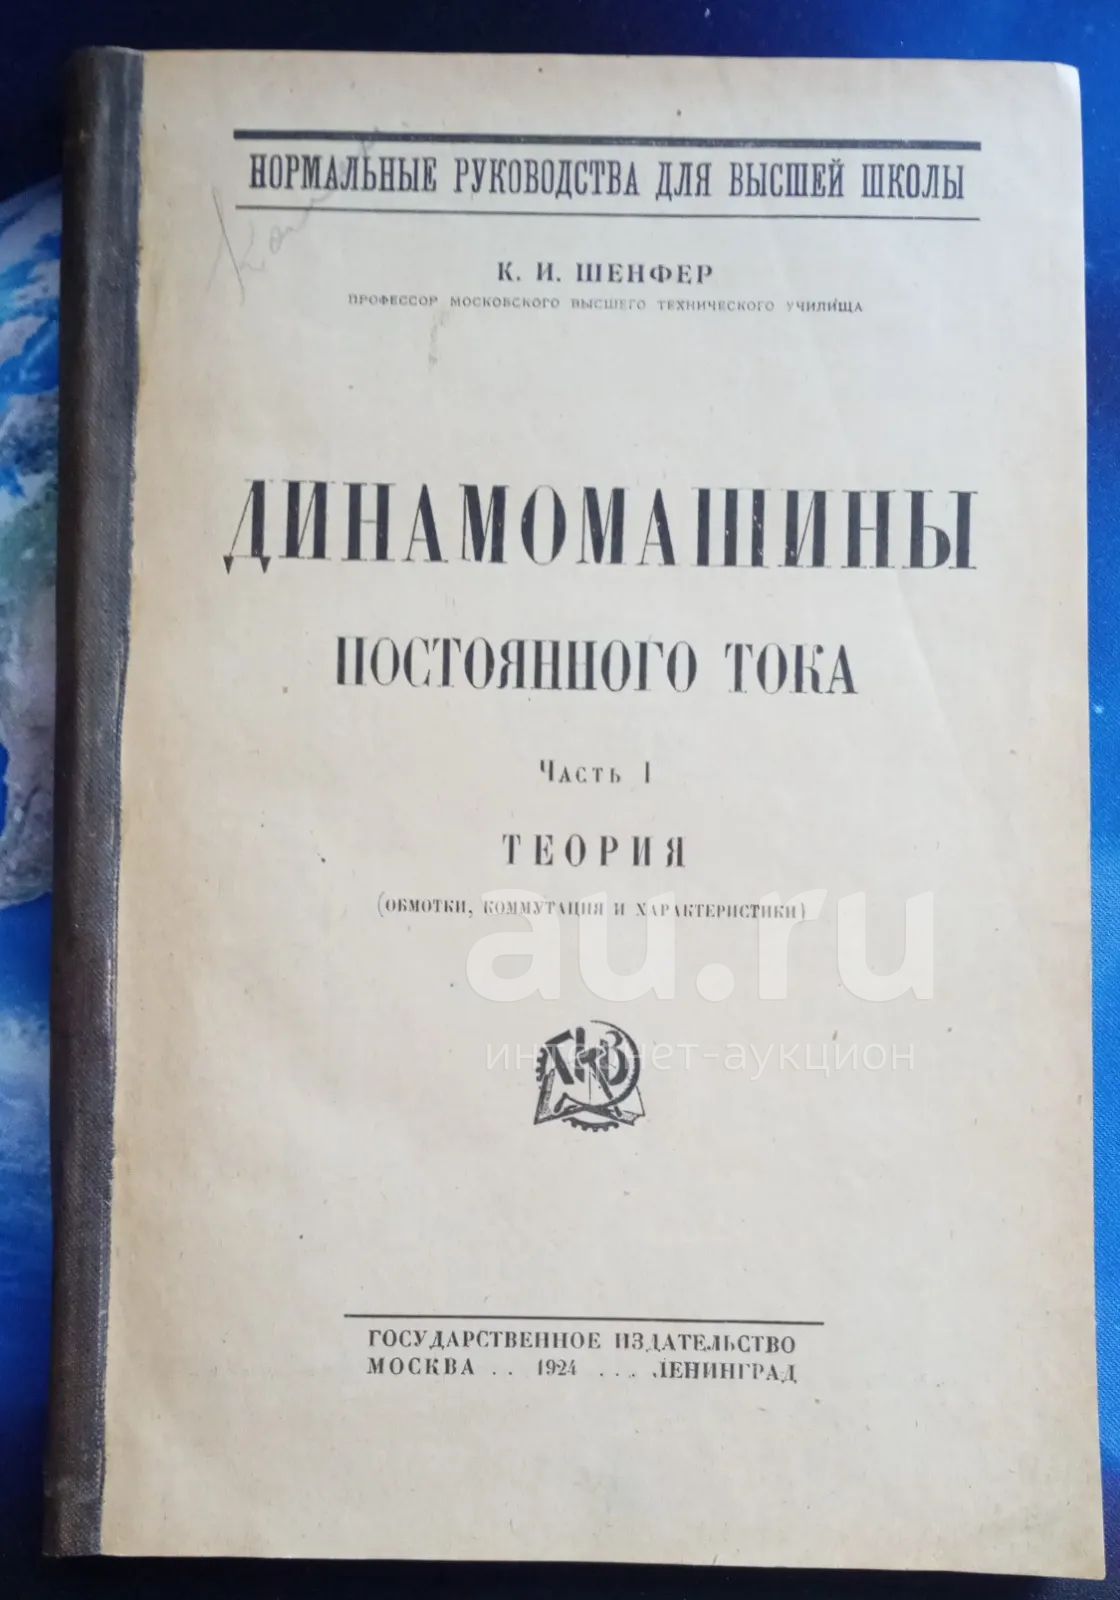 НОРМАЛЬНЫЕ РУКОВОДСТВА ДЛЯ ВЫСШЕЙ ШКОЛЫ
К. И. ШЕНФЕР
ПРОФЕССОР МОСКОВСКОГО ВЫСШЕГО ТЕХНИЧЕСКОГО УЧИЛИЩА
ДИНАМОМАШИНЫ
ПОСТОЯННОГО ТОКА
Часть I
ТЕОРИЯ
(ОБМОТКИ, КОММУТАЦИЯ И ХАРАКТЕРИСТИКИ)
au.ru
интернет-аукцион
ГОСУДАРСТВЕННОЕ ИЗДАТЕЛЬСТВО
МОСКВА . . 1924 . . . ЛЕНИНГРАД